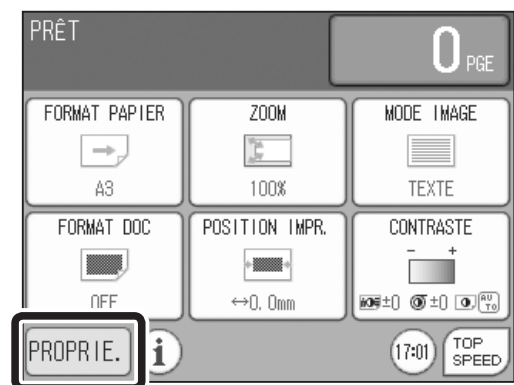 PRÊT
0 PGE
FORMAT PAPIER
A3
ZOOM
100%
MODE IMAGE
TEXTE
FORMAT DOC
OFF
POSITION IMPR.
↔0. 0mm
CONTRASTE
- +
±0 ±0 AUTO
PROPRIE.
i
17:01
TOP
SPEED